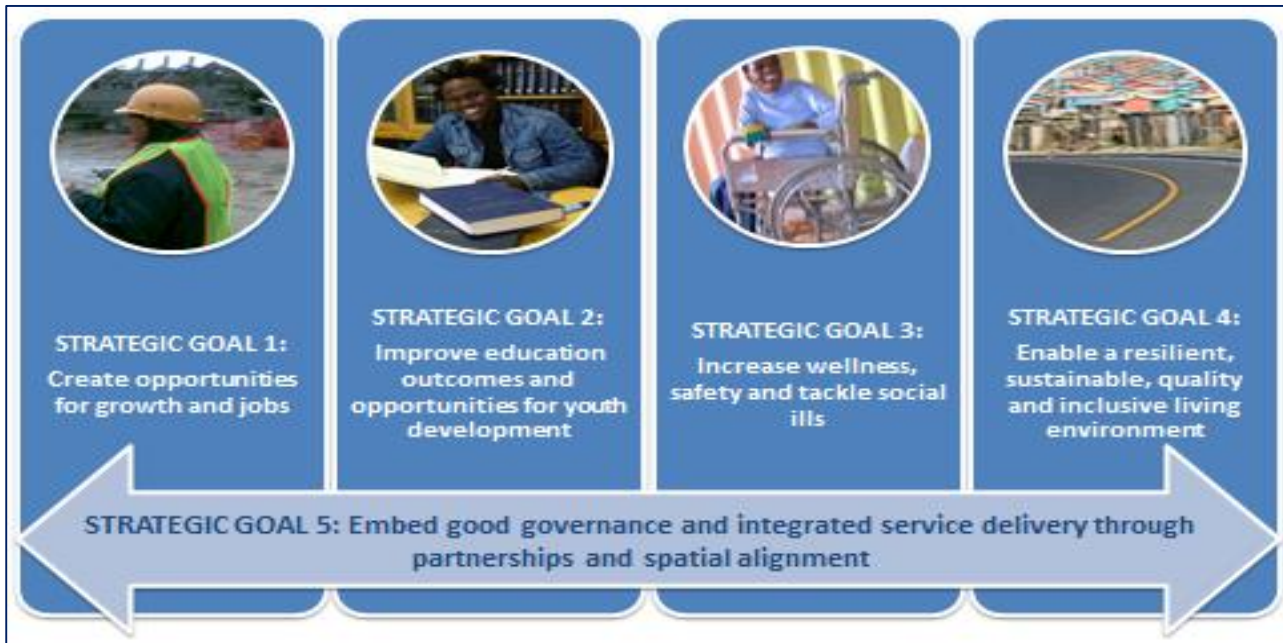 STRATEGIC GOAL 1:
Create opportunities
for growth and jobs
STRATEGIC GOAL 2:
Improve education
outcomes and
opportunities for youth
development
STRATEGIC GOAL 3:
Increase wellness,
safety and tackle social
ills
STRATEGIC GOAL 4:
Enable a resilient,
sustainable, quality
and inclusive living
environment
STRATEGIC GOAL 5: Embed good governance and integrated service delivery through
partnerships and spatial alignment